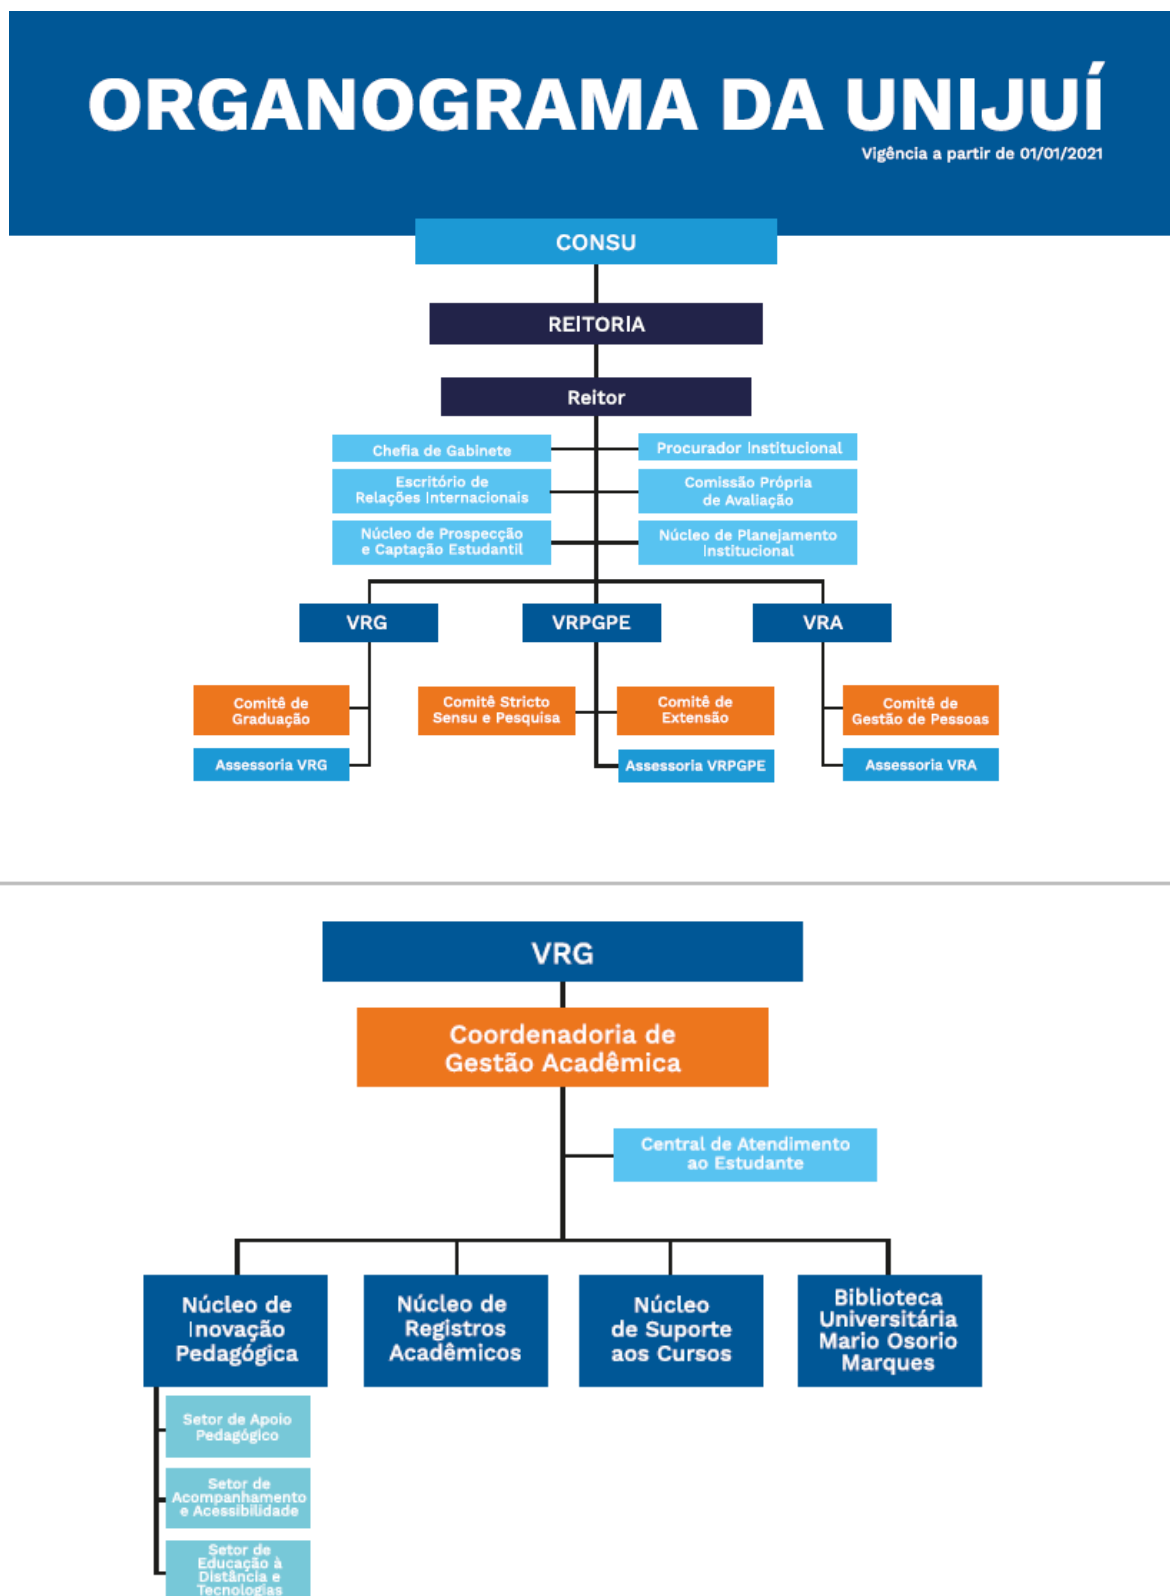 ORGANOGRAMA DA UNIJUÍ
Vigência a partir de 01/01/2021
CONSU
REITORIA
Reitor
Chefia de Gabinete
Procurador Institucional
Escritório de
Relações Internacionais
Comissão Própria
de Avaliação
Núcleo de Prospecção
e Captação Estudantil
Núcleo de Planejamento
Institucional
VRG
VRPGPE
VRA
Comitê de
Graduação
Comitê Stricto
Sensu e Pesquisa
Comitê de
Extensão
Comitê de
Gestão de Pessoas
Assessoria VRG
Assessoria VRPGPE
Assessoria VRA
VRG
Coordenadoria de
Gestão Acadêmica
Central de Atendimento
ao Estudante
Núcleo de
Inovação
Pedagógica
Núcleo de
Registros
Acadêmicos
Núcleo
de Suporte
aos Cursos
Biblioteca
Universitária
Mario Osorio
Marques
Setor de Apoio
Pedagógico
Setor de
Acompanhamento
e Acessibilidade
Setor de
Educação à
Distância e
Tecnologias